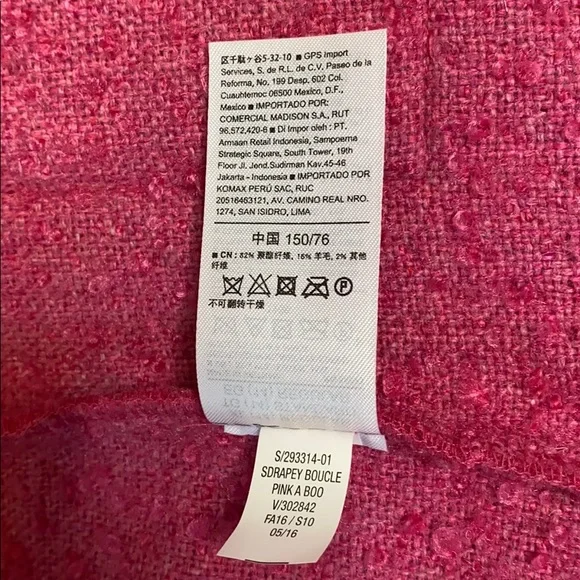 区千駄ヶ谷5-32-10 ■ GPS Import
Services, S. de R.L. de C.V, Paseo de la
Reforma, No, 199 Desp. 602 Col.
Cuauhtemoc 06500 Mexico, D.F.,
Mexico ■ IMPORTADO POR:
COMERCIAL MADISON S.A., RUT
96,572,420-6 ■ Di Impor oleh : PT.
Armaan Retail Indonesia, Sampoerna
Strategic Square, South Tower, 19th
Floor Jl. Jend.Sudirman Kav.45-46
Jakarta - Indonesia ■ IMPORTADO POR
KOMAX PERÚ SAC, RUC
20516463121, AV. CAMINO REAL NRO.
1274, SAN ISIDRO, LIMA
中国 150/76
■ CN: 82% 聚酯纤维, 16% 羊毛, 2% 其他
纤维
P
不可翻转干燥
S/293314-01
SDRAPEY BOUCLE
PINK A BOO
V/302842
FA16 / S10
05/16